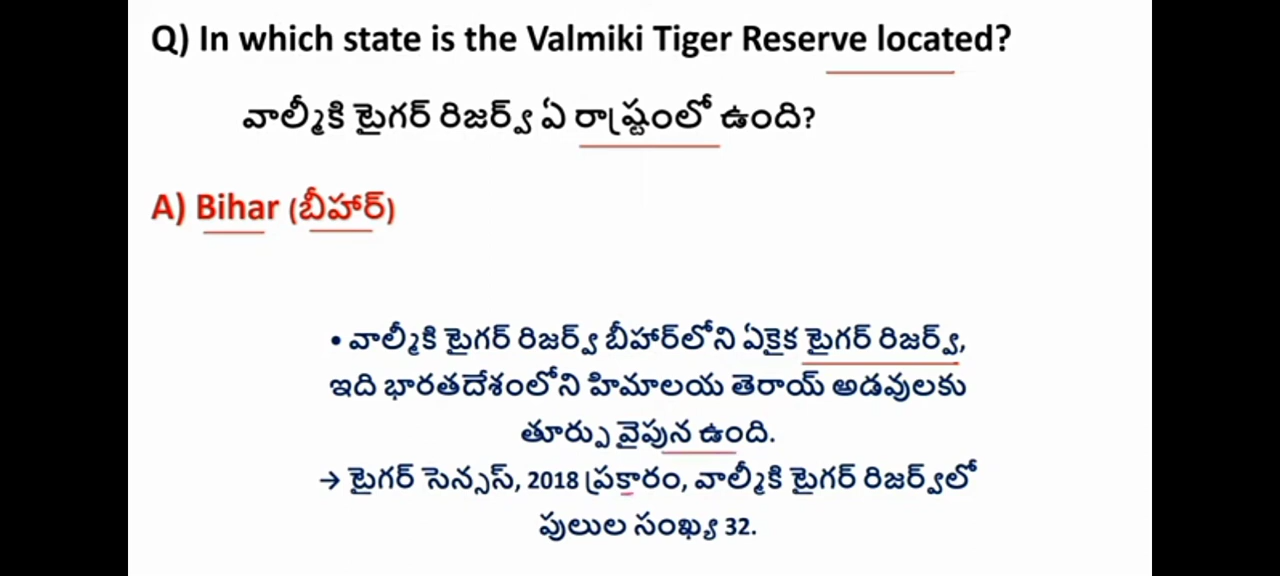 Q) In which state is the Valmiki Tiger Reserve located?
వాల్మీకి టైగర్ రిజర్వ్ ఏ రాష్ట్రంలో ఉంది?
A) Bihar (బీహార్)
• వాల్మీకి టైగర్ రిజర్వ్ బీహార్‌లోని ఏకైక టైగర్ రిజర్వ్,
ఇది భారతదేశంలోని హిమాలయ తెరాయ్ అడవులకు
తూర్పు వైపున ఉంది.
→ టైగర్ సెన్సస్, 2018 ప్రకారం, వాల్మీకి టైగర్ రిజర్వ్‌లో
పులుల సంఖ్య 32.